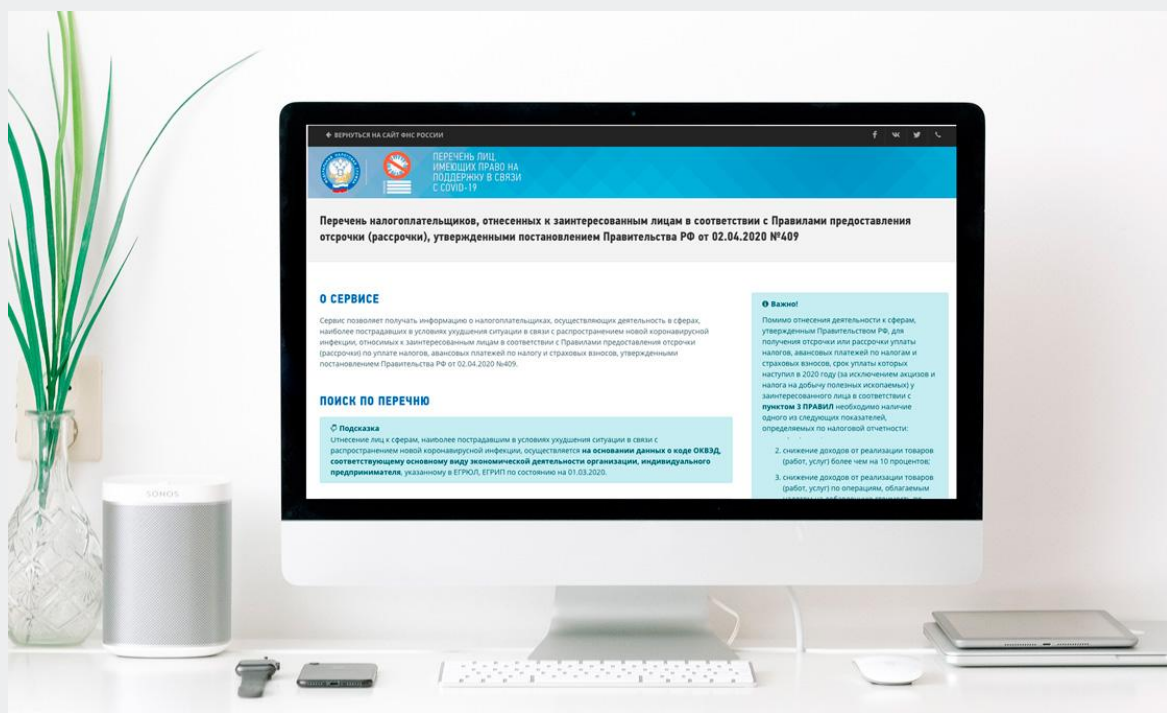 ВЕРНУТЬСЯ НА САЙТ ФНС РОССИИ
ПЕРЕЧЕНЬ ЛИЦ,
ИМЕЮЩИХ ПРАВО НА
ПОДДЕРЖКУ В СВЯЗИ
С COVID-19
Перечень налогоплательщиков, отнесенных к заинтересованным лицам в соответствии с Правилами предоставления
отсрочки (рассрочки), утвержденными постановлением Правительства РФ от 02.04.2020 №409
О СЕРВИСЕ
Сервис позволяет получать информацию о налогоплательщиках, осуществляющих деятельность в сферах,
наиболее пострадавших в условиях ухудшения ситуации в связи с распространением новой коронавирусной
инфекции, относимых к заинтересованным лицам в соответствии с Правилами предоставления отсрочки
(рассрочки) по уплате налогов, авансовых платежей по налогу и страховых взносов, утвержденными
постановлением Правительства РФ от 02.04.2020 №409.
ПОИСК ПО ПЕРЕЧНЮ
Подсказка
Отнесение лиц к сферам, наиболее пострадавшим в условиях ухудшения ситуации в связи с
распространением новой коронавирусной инфекции, осуществляется на основании данных о коде ОКВЭД,
соответствующему основному виду экономической деятельности организации, индивидуального
предпринимателя, указанному в ЕГРЮЛ, ЕГРИП по состоянию на 01.03.2020.
Важно!
Помимо отнесения деятельности к сферам,
утвержденным Правительством РФ, для
получения отсрочки или рассрочки уплаты
налогов, авансовых платежей по налогам и
страховых взносов, срок уплаты которых
наступил в 2020 году (за исключением акцизов и
налога на добычу полезных ископаемых) у
заинтересованного лица в соответствии с
пунктом 3 ПРАВИЛ необходимо наличие
одного из следующих показателей,
определяемых по налоговой отчетности:
2. снижение доходов от реализации товаров
(работ, услуг) более чем на 10 процентов;
3. снижение доходов от реализации товаров
(работ, услуг) по операциям, облагаемым
SONOS